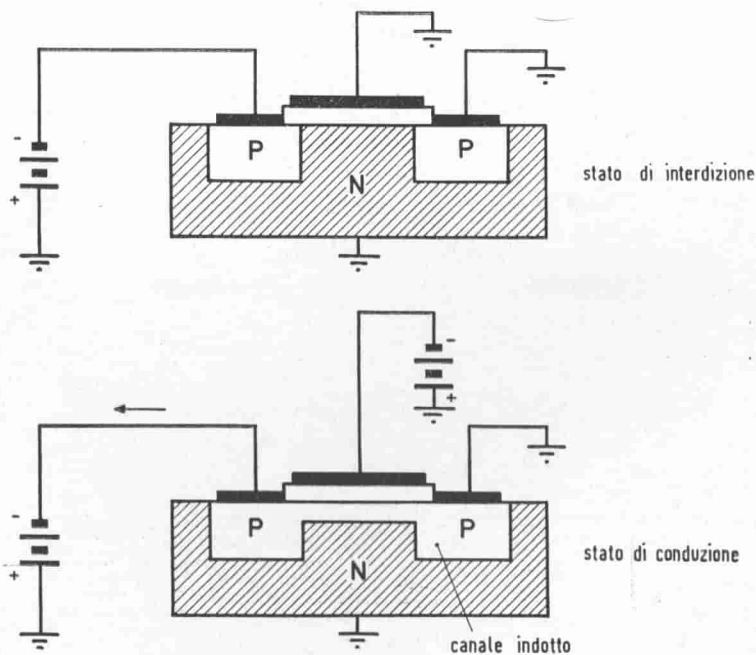 -
+
P
P
N
stato di interdizione
-
+
-
+
P
P
N
stato di conduzione
canale indotto